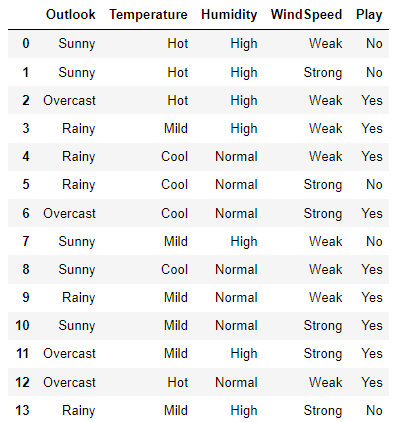 Outlook Temperature Humidity WindSpeed Play
0 Sunny Hot High Weak No
1 Sunny Hot High Strong No
2 Overcast Hot High Weak Yes
3 Rainy Mild High Weak Yes
4 Rainy Cool Normal Weak Yes
5 Rainy Cool Normal Strong No
6 Overcast Cool Normal Strong Yes
7 Sunny Mild High Weak No
8 Sunny Cool Normal Weak Yes
9 Rainy Mild Normal Weak Yes
10 Sunny Mild Normal Strong Yes
11 Overcast Mild High Strong Yes
12 Overcast Hot Normal Weak Yes
13 Rainy Mild High Strong No